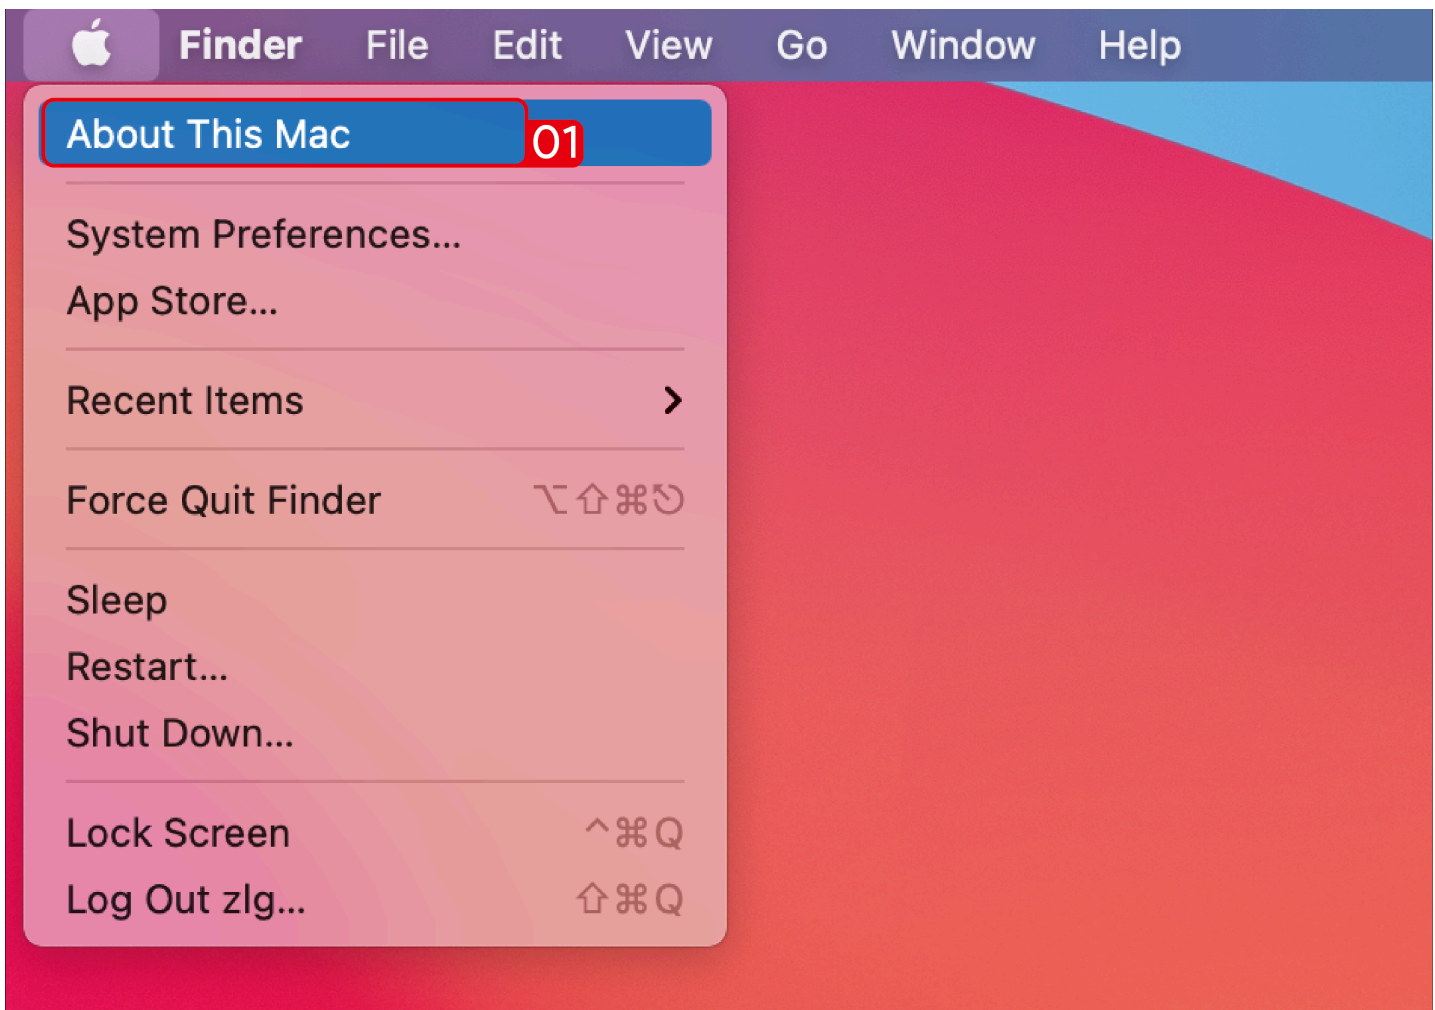 Finder File Edit View Go Window Help
About This Mac 01
System Preferences...
App Store...
Recent Items
Force Quit Finder ⌥⇧⌘⎋
Sleep
Restart...
Shut Down...
Lock Screen ^⌘Q
Log Out zlg... ⇧⌘Q